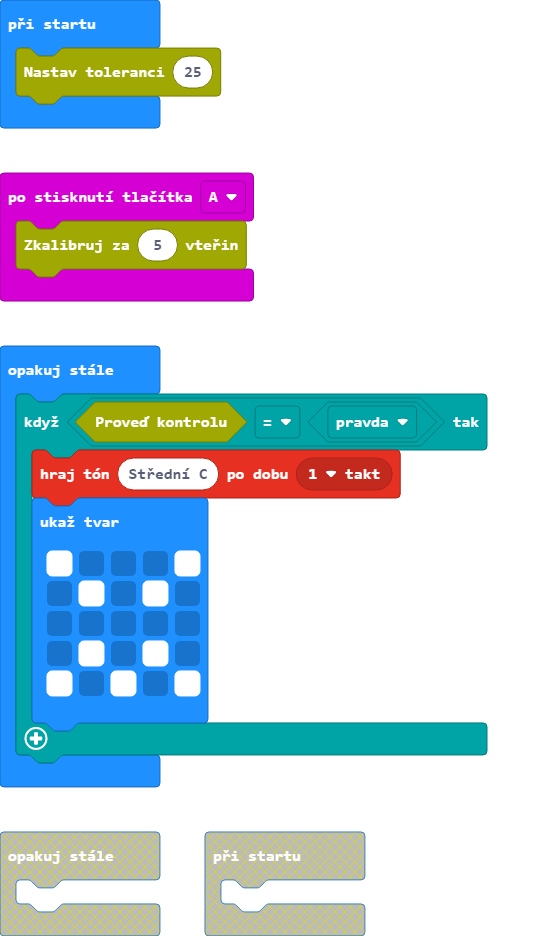 při startu
Nastav toleranci 25
po stisknutí tlačítka A
Zkalibruj za 5 vteřin
opakuj stále
když Proveď kontrolu = pravda tak
hraj tón Střední C po dobu 1 takt
ukaž tvar
opakuj stále při startu